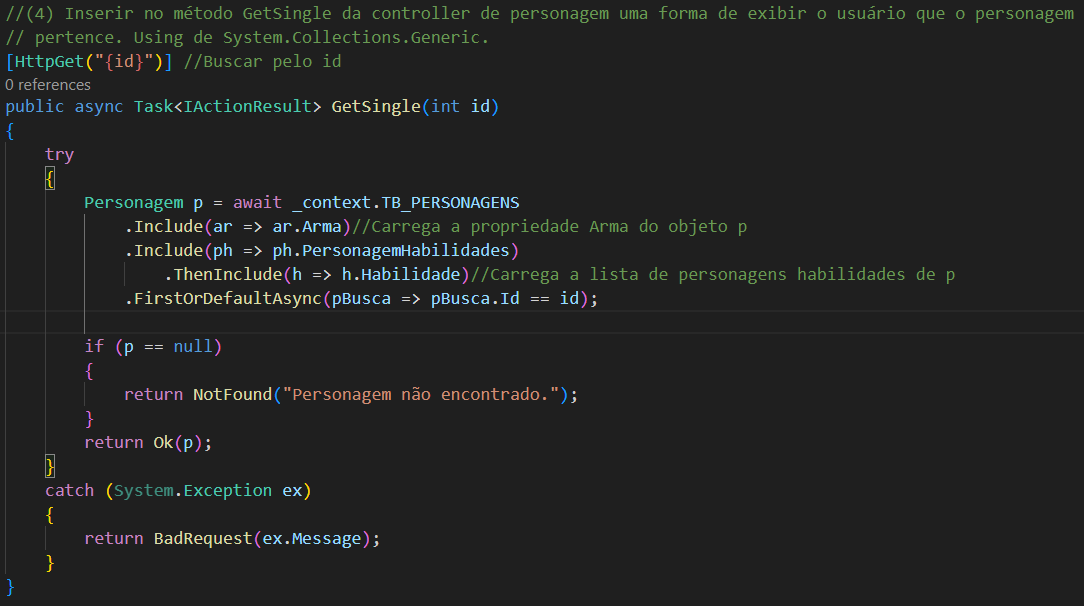 //(4) Inserir no método GetSingle da controller de personagem uma forma de exibir o usuário que o personagem
// pertence. Using de System.Collections.Generic.
[HttpGet("{id}")] //Buscar pelo id
0 references
public async Task<IActionResult> GetSingle(int id)
{
    try
    {
        Personagem p = await _context.TB_PERSONAGENS
            .Include(ar => ar.Arma)//Carrega a propriedade Arma do objeto p
            .Include(ph => ph.PersonagemHabilidades)
                .ThenInclude(h => h.Habilidade)//Carrega a lista de personagens habilidades de p
            .FirstOrDefaultAsync(pBusca => pBusca.Id == id);
        if (p == null)
        {
            return NotFound("Personagem não encontrado.");
        }
        return Ok(p);
    }
    catch (System.Exception ex)
    {
        return BadRequest(ex.Message);
    }
}